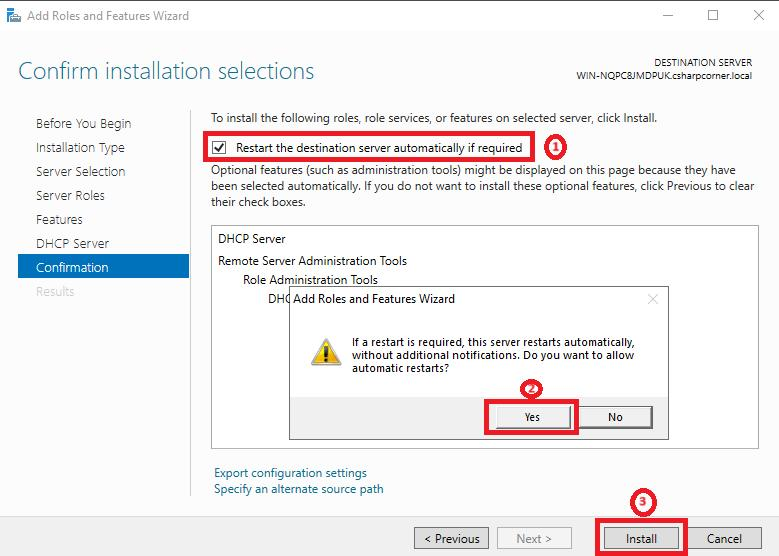 Add Roles and Features Wizard
Confirm installation selections
DESTINATION SERVER
WIN-NQPC8JMDPUK.csharpcorner.local
Before You Begin
Installation Type
Server Selection
Server Roles
Features
DHCP Server
Confirmation
Results
To install the following roles, role services, or features on selected server, click Install.
Restart the destination server automatically if required
1
Optional features (such as administration tools) might be displayed on this page because they have
been selected automatically. If you do not want to install these optional features, click Previous to clear
their check boxes.
DHCP Server
Remote Server Administration Tools
Role Administration Tools
DHC
Add Roles and Features Wizard
If a restart is required, this server restarts automatically,
without additional notifications. Do you want to allow
automatic restarts?
2
Yes No
Export configuration settings
Specify an alternate source path
3
< Previous Next > Install Cancel